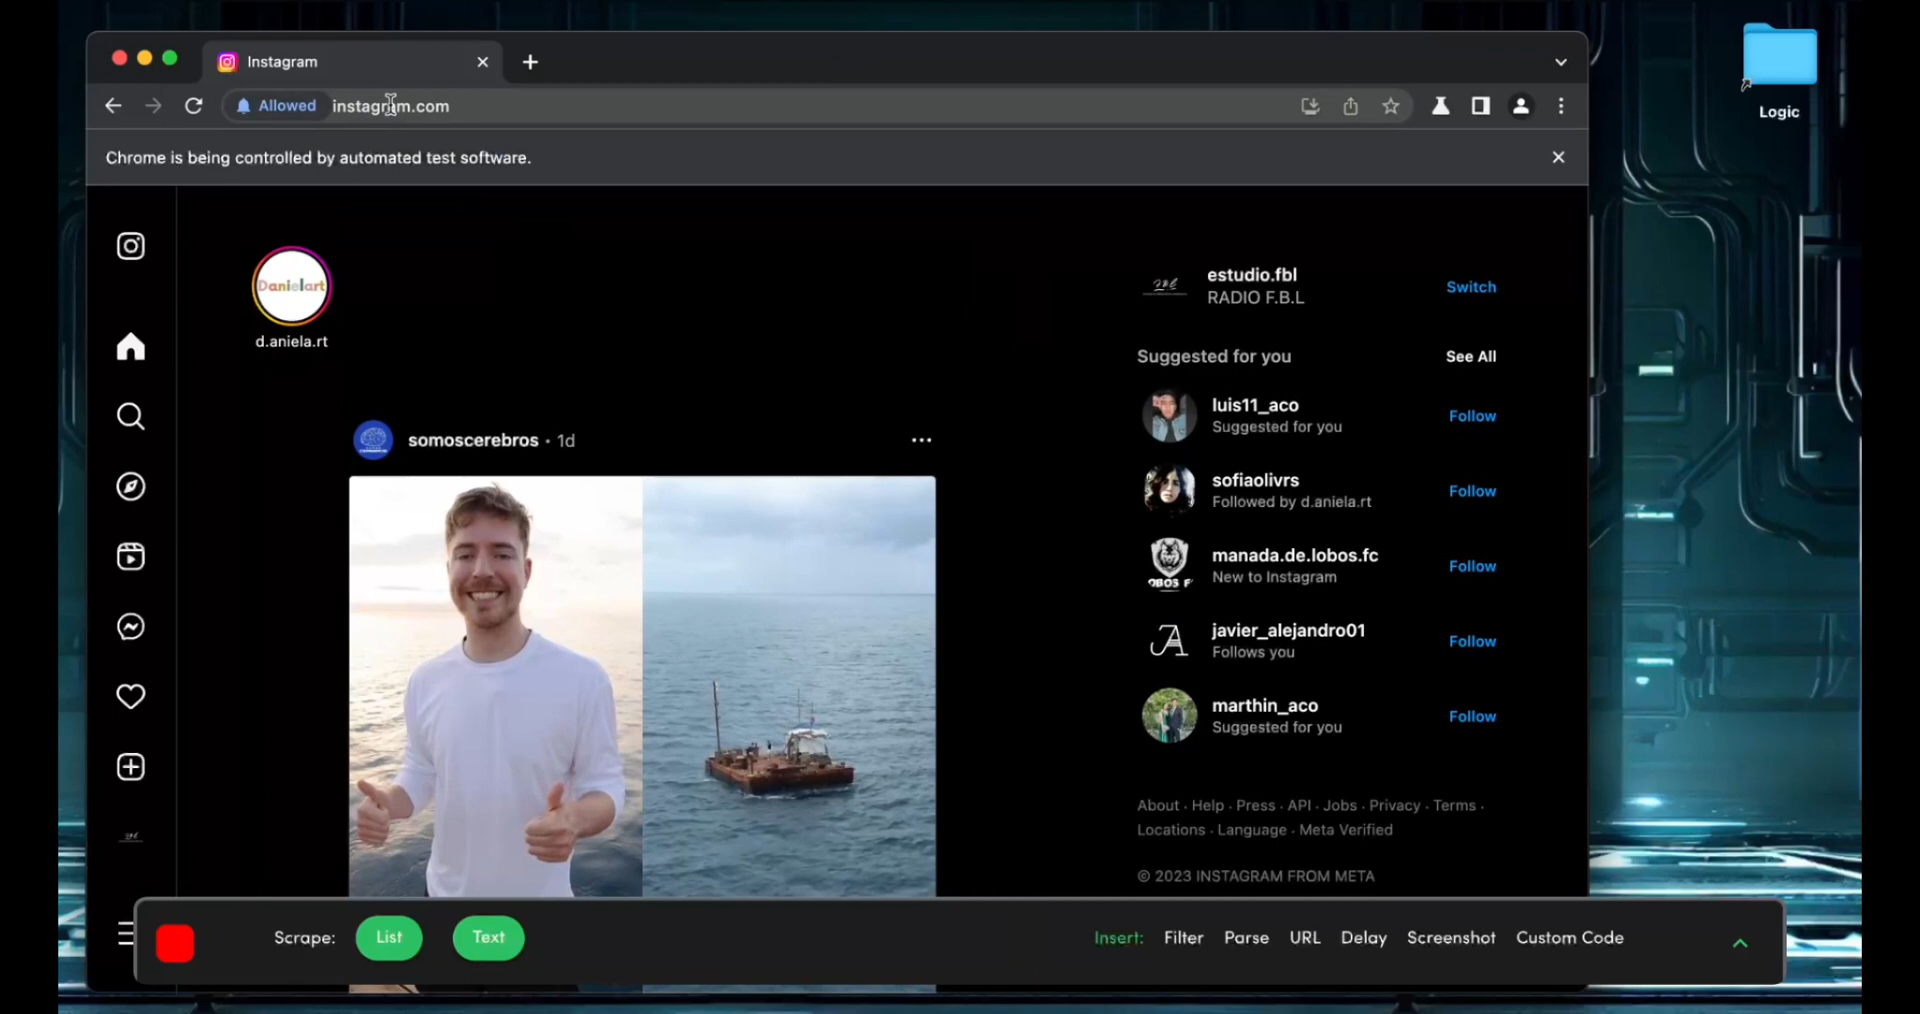 Instagram
Logic
Allowed instagram.com
Chrome is being controlled by automated test software.
Danielart
d.aniela.rt
estudio.fbl
RADIO F.B.L
Switch
Suggested for you
See All
luis11_aco
Suggested for you
Follow
somoscerebros • 1d
sofiaolivrs
Followed by d.aniela.rt
Follow
manada.de.lobos.fc
New to Instagram
Follow
javier_alejandro01
Follows you
Follow
marthin_aco
Suggested for you
Follow
About · Help · Press · API · Jobs · Privacy · Terms ·
Locations · Language · Meta Verified
© 2023 INSTAGRAM FROM META
Scrape: List Text
Insert: Filter Parse URL Delay Screenshot Custom Code